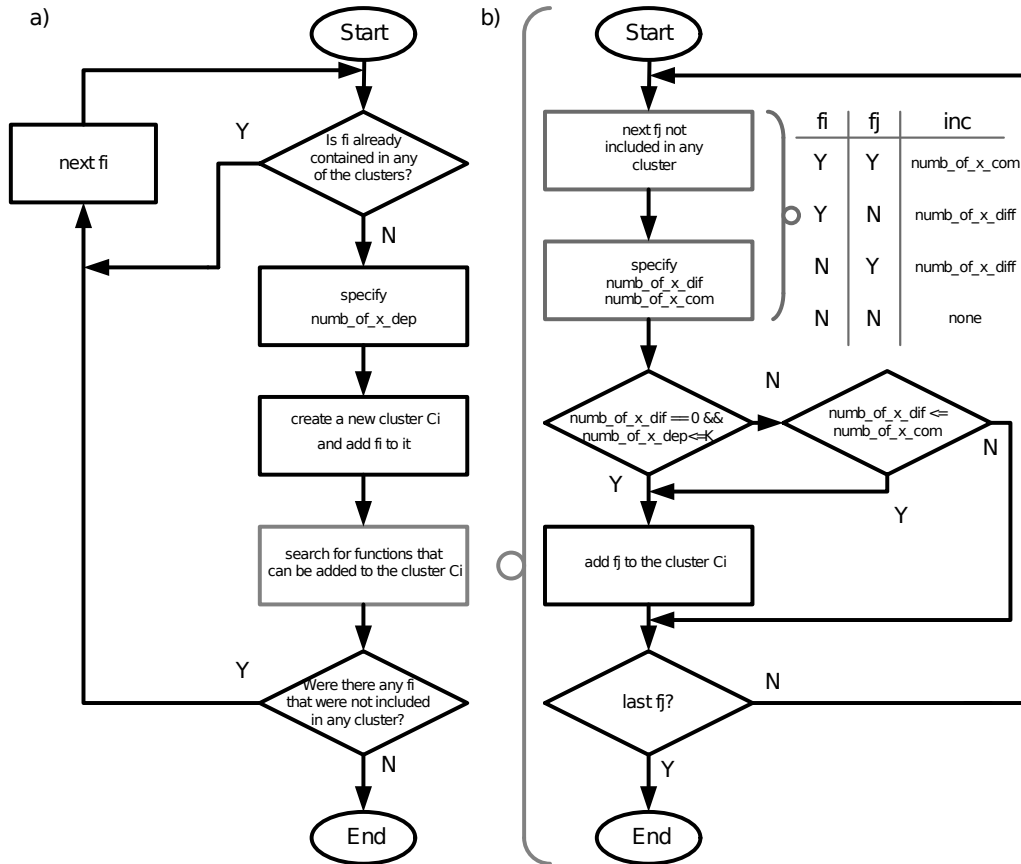 a)
Start
Y
Is fi already
contained in any
of the clusters?
next fi
N
specify
numb_of_x_dep
create a new cluster Ci
and add fi to it
search for functions that
can be added to the cluster Ci
Y
Were there any fi
that were not included
in any cluster?
N
End
b)
Start
next fj not
included in any
cluster
specify
numb_of_x_dif
numb_of_x_com
fi fj inc
Y Y numb_of_x_com
Y N numb_of_x_diff
N Y numb_of_x_diff
N N none
numb_of_x_dif == 0 &&
numb_of_x_dep<=K
N
numb_of_x_dif <=
numb_of_x_com
N
Y
Y
add fj to the cluster Ci
last fj?
N
Y
End